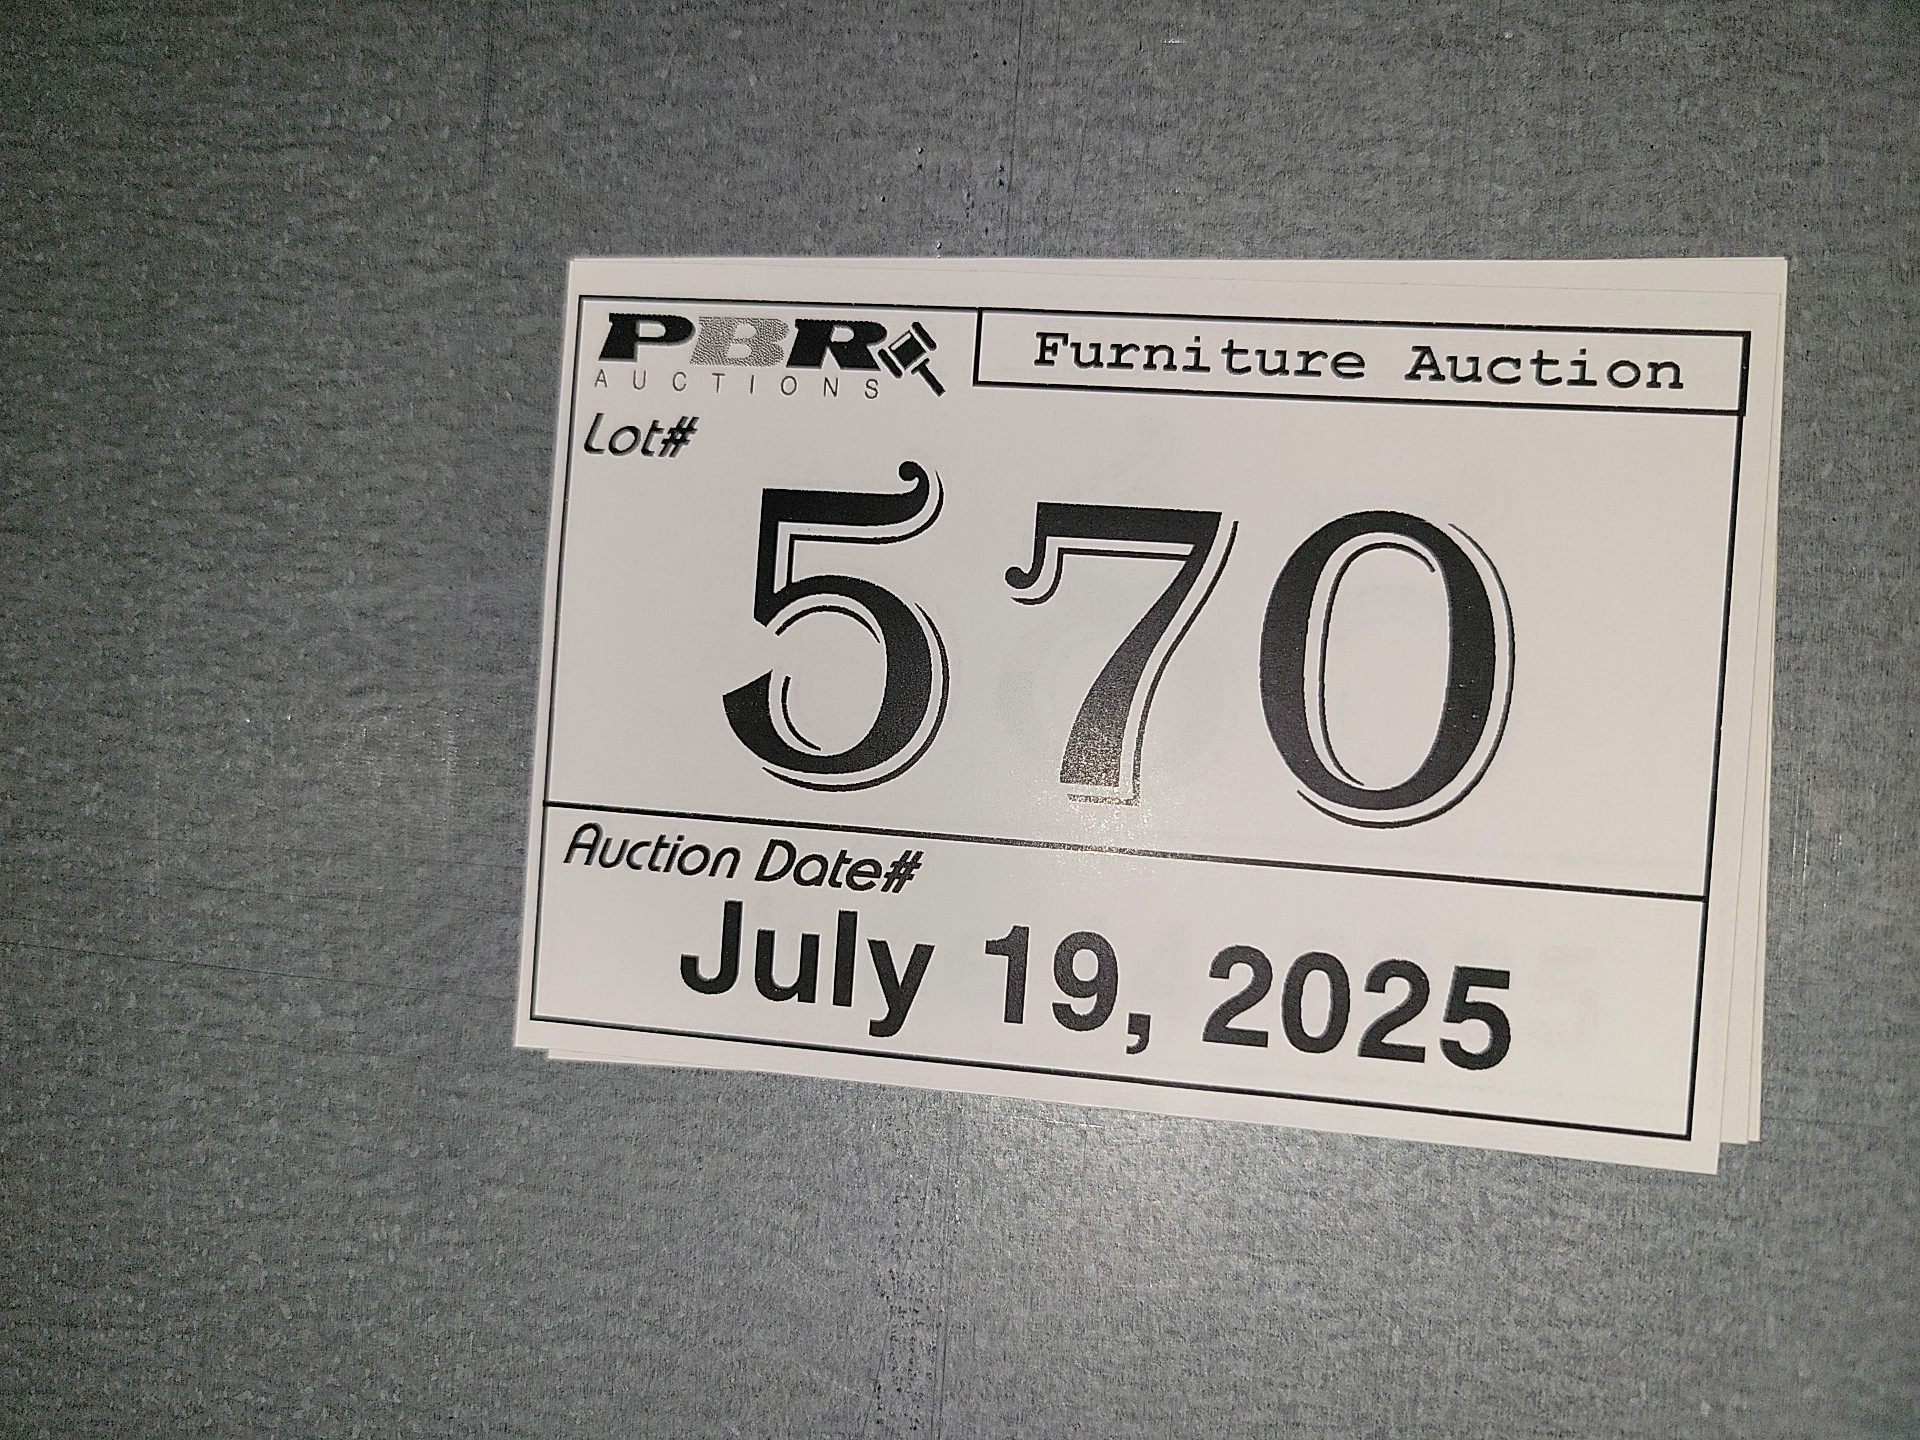 PBR
AUCTIONS
Furniture Auction
Lot#
570
Auction Date#
July 19, 2025